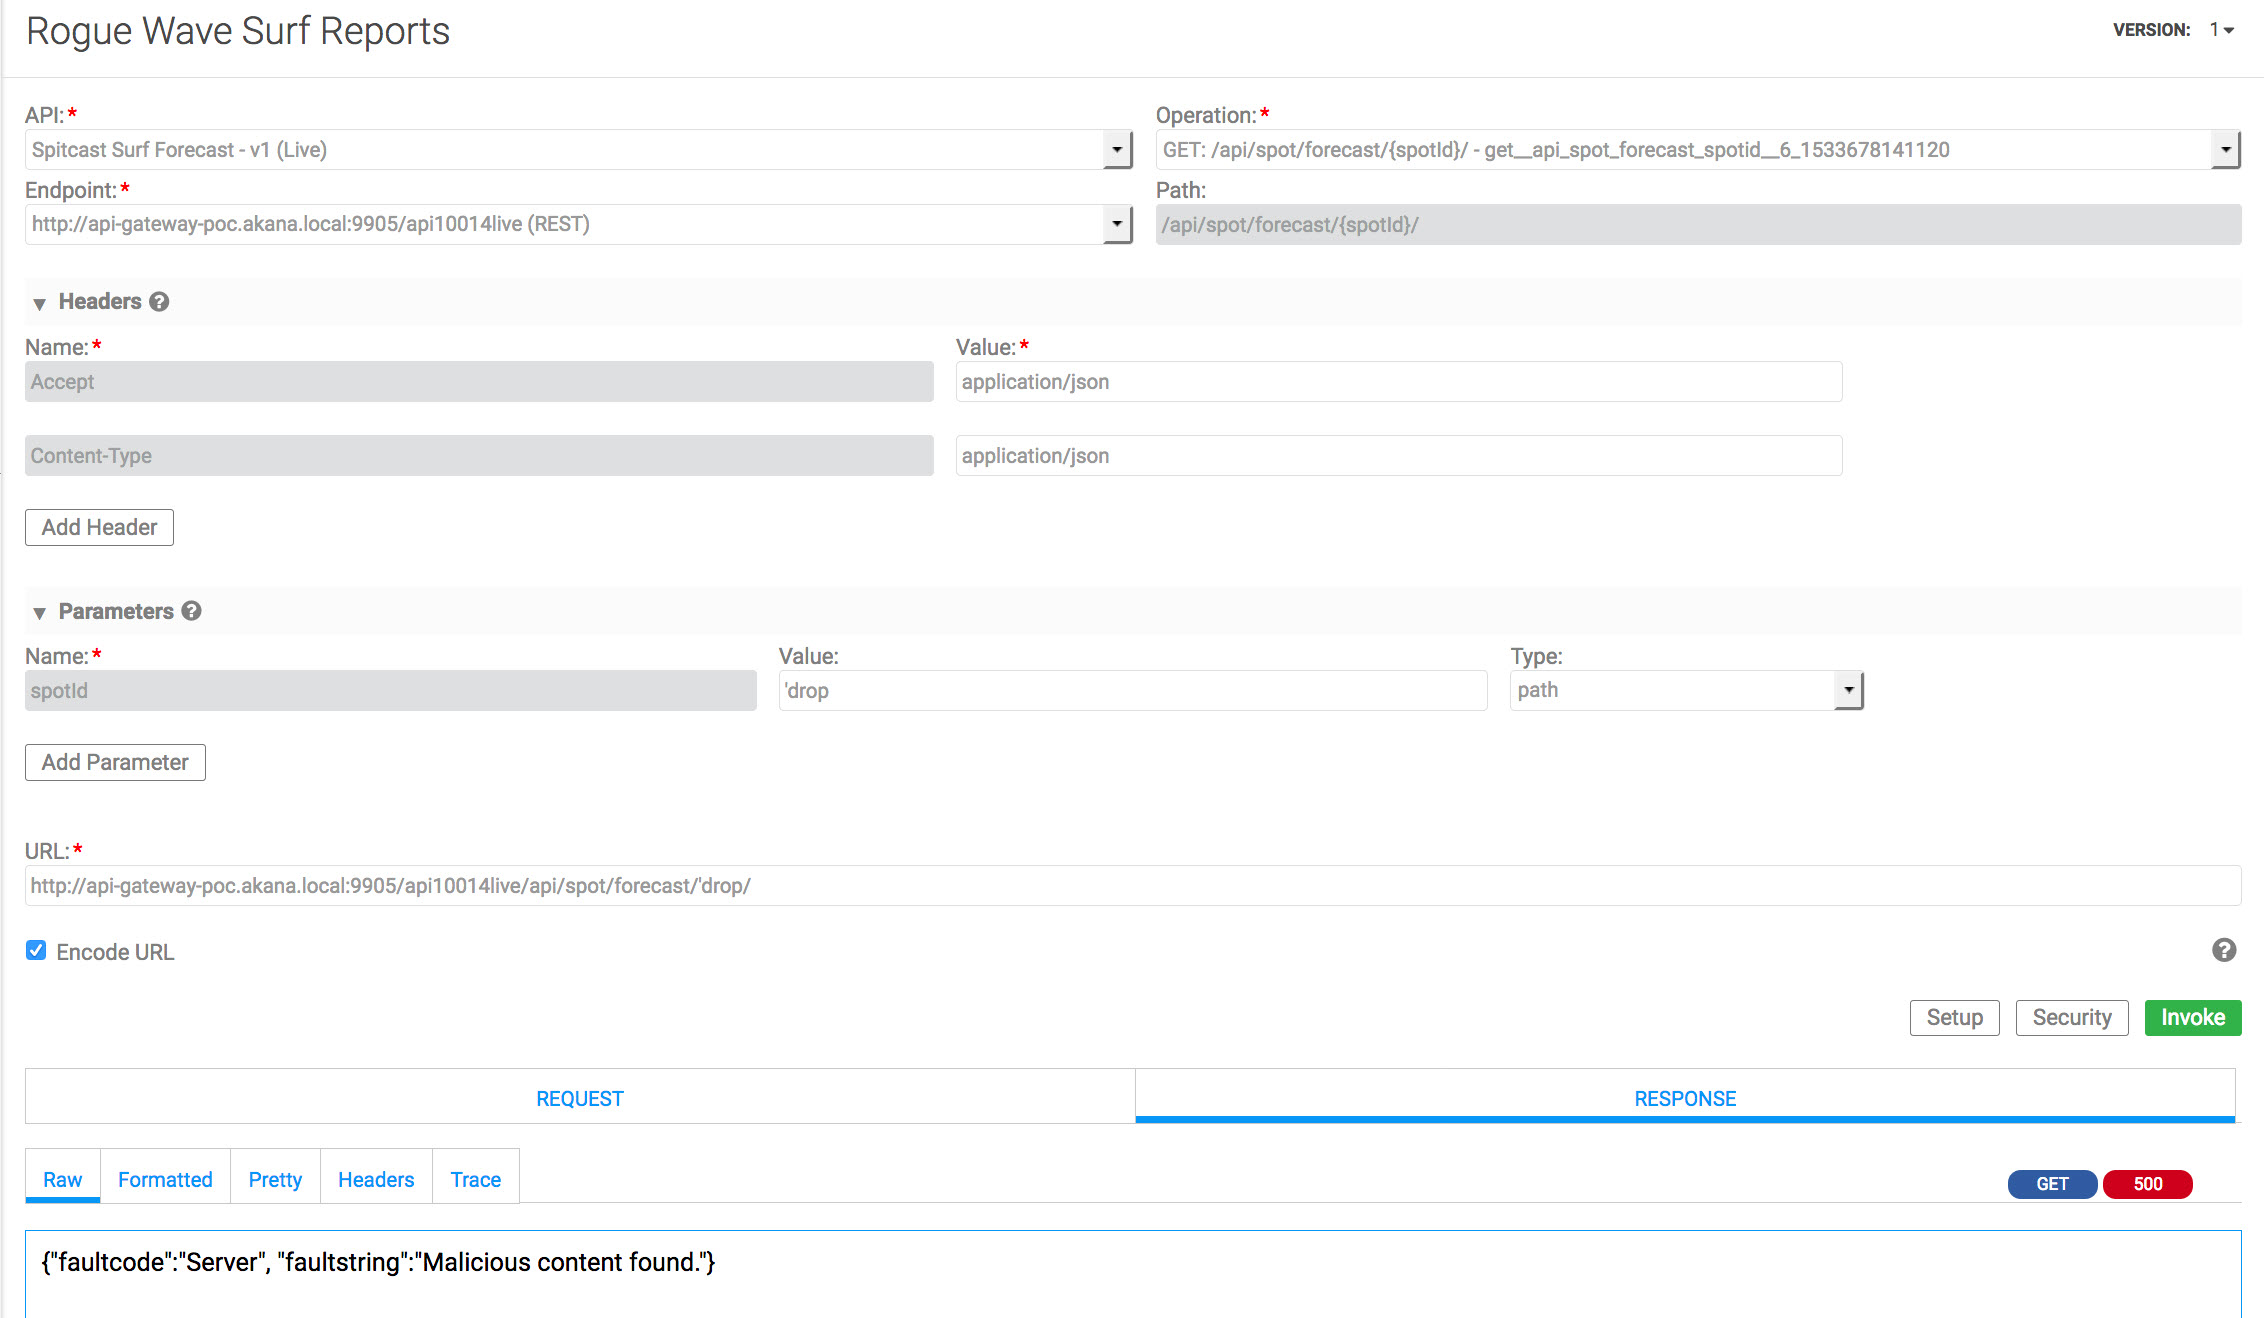 Rogue Wave Surf Reports
VERSION: 1
API:*
Operation:*
Spitcast Surf Forecast - v1 (Live)
GET: /api/spot/forecast/{spotId}/ - get__api_spot_forecast_spotid__6_1533678141120
Endpoint:*
Path:
http://api-gateway-poc.akana.local:9905/api10014live (REST)
/api/spot/forecast/{spotId}/
Headers
Name:*
Value:*
Accept
application/json
Content-Type
application/json
Add Header
Parameters
Name:*
Value:
Type:
spotId
'drop
path
Add Parameter
URL:*
http://api-gateway-poc.akana.local:9905/api10014live/api/spot/forecast/'drop/
Encode URL
Setup
Security
Invoke
REQUEST
RESPONSE
Raw
Formatted
Pretty
Headers
Trace
GET
500
{"faultcode":"Server", "faultstring":"Malicious content found."}